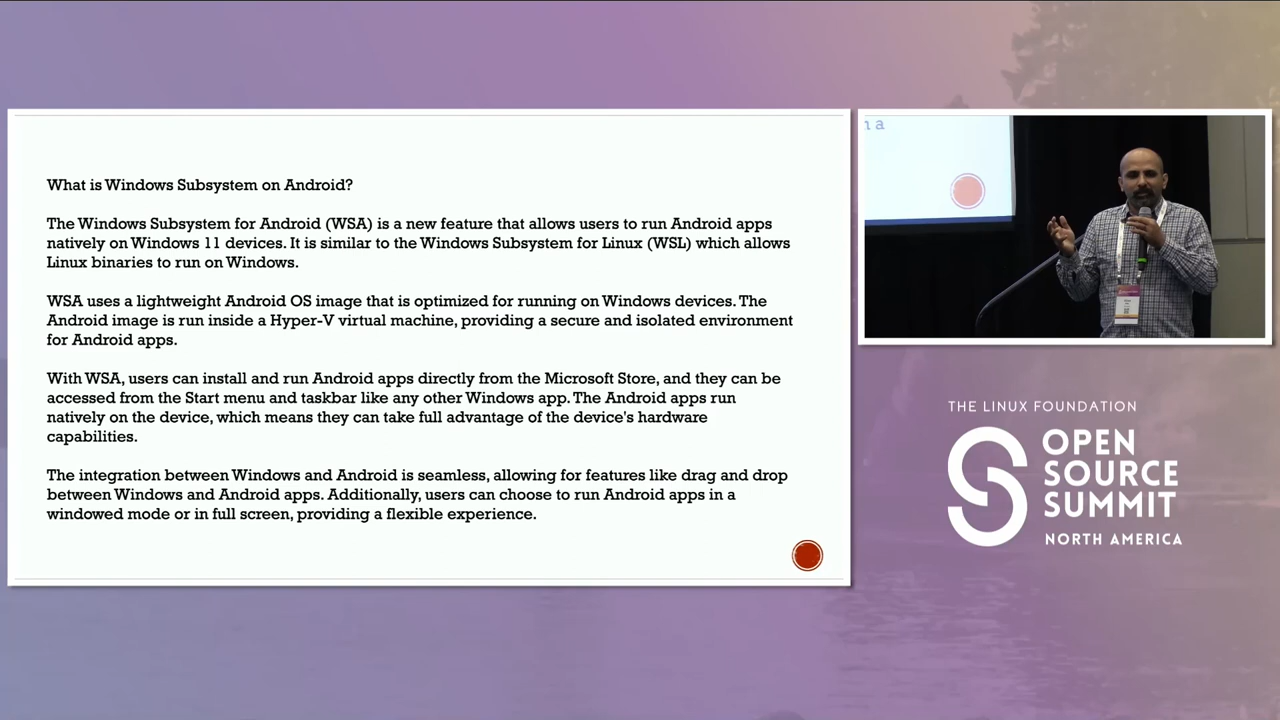 What is Windows Subsystem on Android?
The Windows Subsystem for Android (WSA) is a new feature that allows users to run Android apps
natively on Windows 11 devices. It is similar to the Windows Subsystem for Linux (WSL) which allows
Linux binaries to run on Windows.
WSA uses a lightweight Android OS image that is optimized for running on Windows devices. The
Android image is run inside a Hyper-V virtual machine, providing a secure and isolated environment
for Android apps.
With WSA, users can install and run Android apps directly from the Microsoft Store, and they can be
accessed from the Start menu and taskbar like any other Windows app. The Android apps run
natively on the device, which means they can take full advantage of the device's hardware
capabilities.
The integration between Windows and Android is seamless, allowing for features like drag and drop
between Windows and Android apps. Additionally, users can choose to run Android apps in a
windowed mode or in full screen, providing a flexible experience.
THE LINUX FOUNDATION
OPEN
SOURCE
SUMMIT
NORTH AMERICA